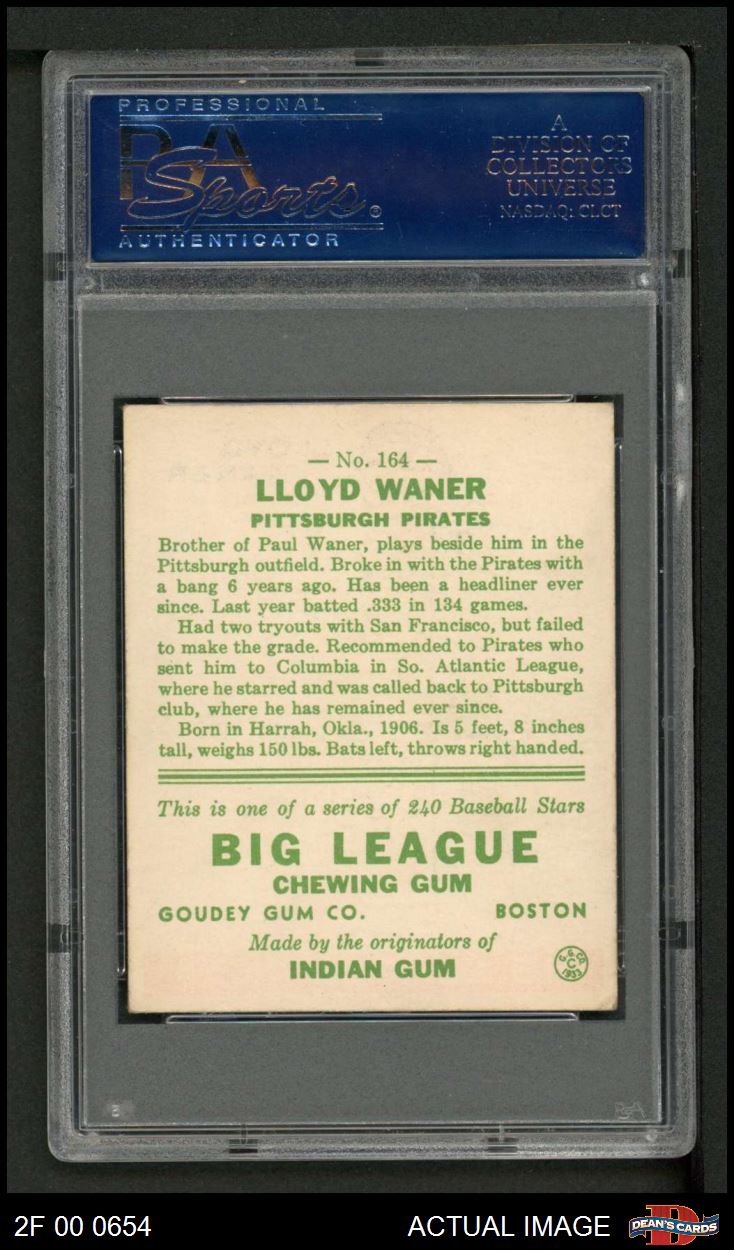 PROFESSIONAL
PSA
Sports®
AUTHENTICATOR
A
DIVISION OF
COLLECTORS
UNIVERSE
NASDAQ: CLCT
— No. 164 —
LLOYD WANER
PITTSBURGH PIRATES
Brother of Paul Waner, plays beside him in the
Pittsburgh outfield. Broke in with the Pirates with
a bang 6 years ago. Has been a headliner ever
since. Last year batted .333 in 134 games.
Had two tryouts with San Francisco, but failed
to make the grade. Recommended to Pirates who
sent him to Columbia in So. Atlantic League,
where he starred and was called back to Pittsburgh
club, where he has remained ever since.
Born in Harrah, Okla., 1906. Is 5 feet, 8 inches
tall, weighs 150 lbs. Bats left, throws right handed.
This is one of a series of 240 Baseball Stars
BIG LEAGUE
CHEWING GUM
GOUDEY GUM CO. BOSTON
Made by the originators of
INDIAN GUM
G.G.CO.
C
1933
PSA
2F 00 0654
ACTUAL IMAGE
DEAN'S CARDS